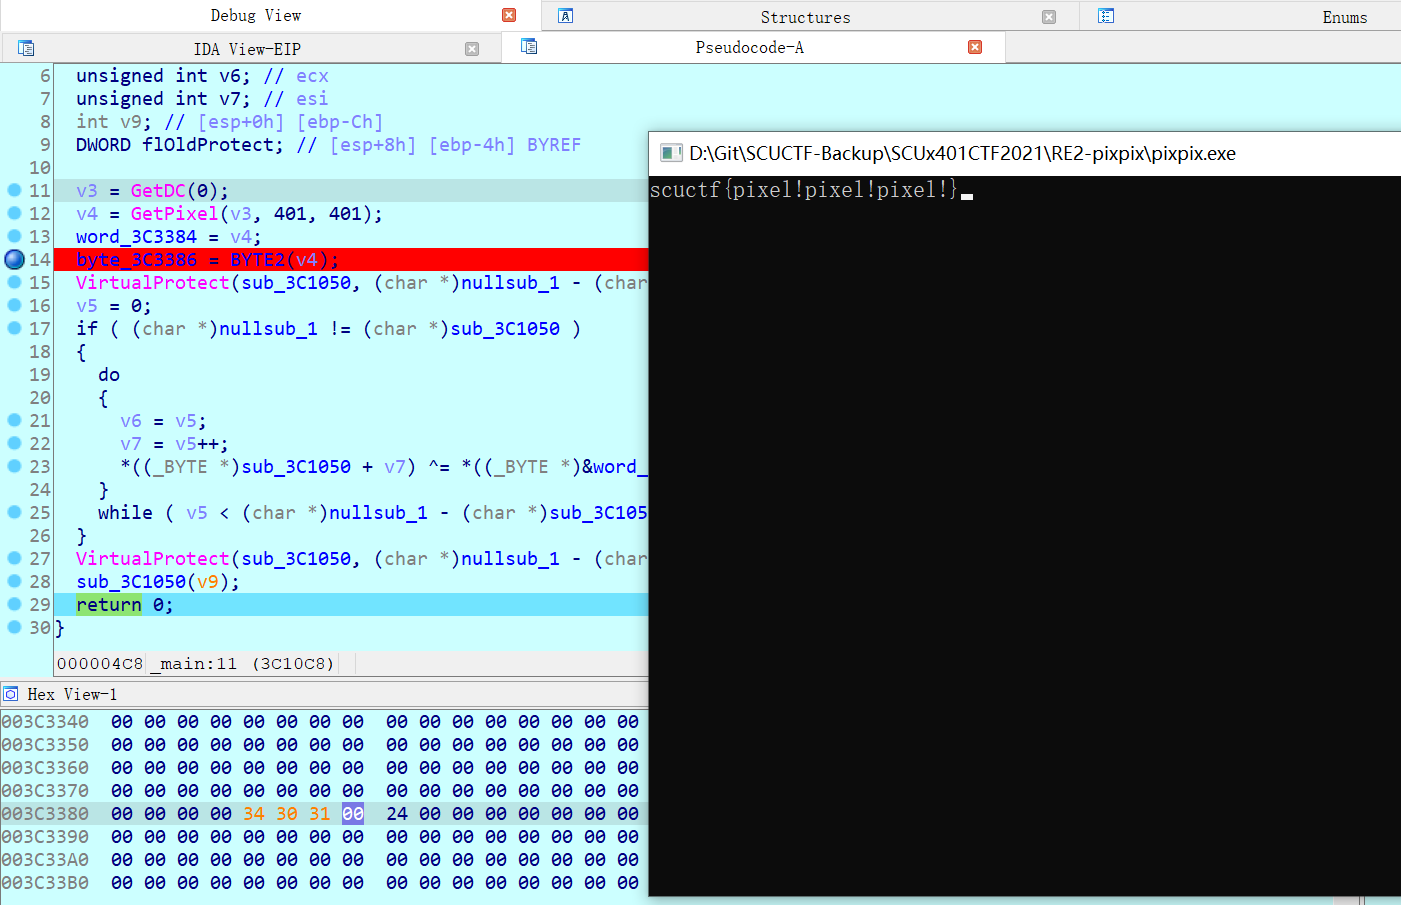 Debug View
Structures
Enums
IDA View-EIP
Pseudocode-A
6 unsigned int v6; // ecx
7 unsigned int v7; // esi
8 int v9; // [esp+0h] [ebp-Ch]
9 DWORD flOldProtect; // [esp+8h] [ebp-4h] BYREF
10
11 v3 = GetDC(0);
12 v4 = GetPixel(v3, 401, 401);
13 word_3C3384 = v4;
14 byte_3C3386 = BYTE2(v4);
15 VirtualProtect(sub_3C1050, (char *)nullsub_1 - (char
16 v5 = 0;
17 if ( (char *)nullsub_1 != (char *)sub_3C1050 )
18 {
19 do
20 {
21 v6 = v5;
22 v7 = v5++;
23 *((_BYTE *)sub_3C1050 + v7) ^= *((_BYTE *)&word_
24 }
25 while ( v5 < (char *)nullsub_1 - (char *)sub_3C105
26 }
27 VirtualProtect(sub_3C1050, (char *)nullsub_1 - (char
28 sub_3C1050(v9);
29 return 0;
30 }
000004C8 _main:11 (3C10C8)
D:\Git\SCUCTF-Backup\SCUx401CTF2021\RE2-pixpix\pixpix.exe
scuctf{pixel!pixel!pixel!}
Hex View-1
003C3340 00 00 00 00 00 00 00 00 00 00 00 00 00 00 00 00
003C3350 00 00 00 00 00 00 00 00 00 00 00 00 00 00 00 00
003C3360 00 00 00 00 00 00 00 00 00 00 00 00 00 00 00 00
003C3370 00 00 00 00 00 00 00 00 00 00 00 00 00 00 00 00
003C3380 00 00 00 00 34 30 31 00 24 00 00 00 00 00 00 00
003C3390 00 00 00 00 00 00 00 00 00 00 00 00 00 00 00 00
003C33A0 00 00 00 00 00 00 00 00 00 00 00 00 00 00 00 00
003C33B0 00 00 00 00 00 00 00 00 00 00 00 00 00 00 00 00